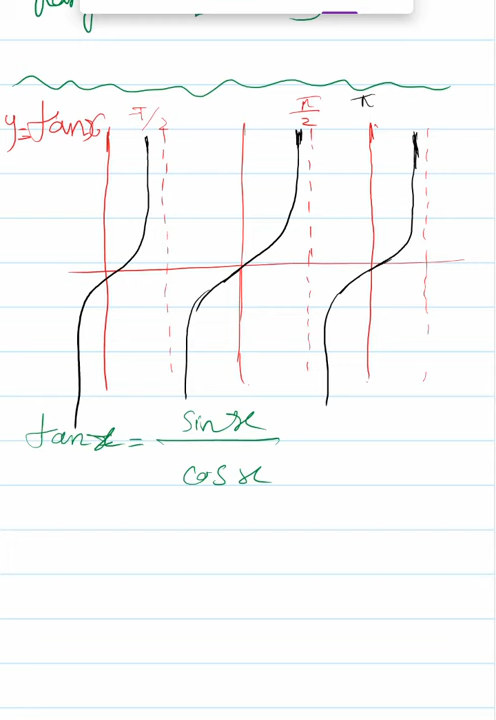 y=tanx
π/2
π/2
π
tanx = sinx / cosx